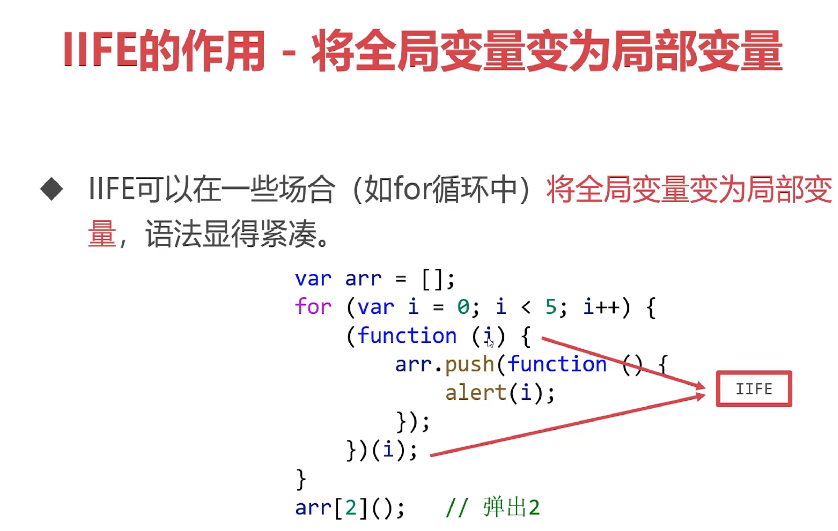 IIFE的作用 - 将全局变量变为局部变量
◆ IIFE可以在一些场合（如for循环中）将全局变量变为局部变
量，语法显得紧凑。
var arr = [];
for (var i = 0; i < 5; i++) {
(function (i) {
arr.push(function () {
alert(i);
IIFE
});
})(i);
}
arr[2](); // 弹出2